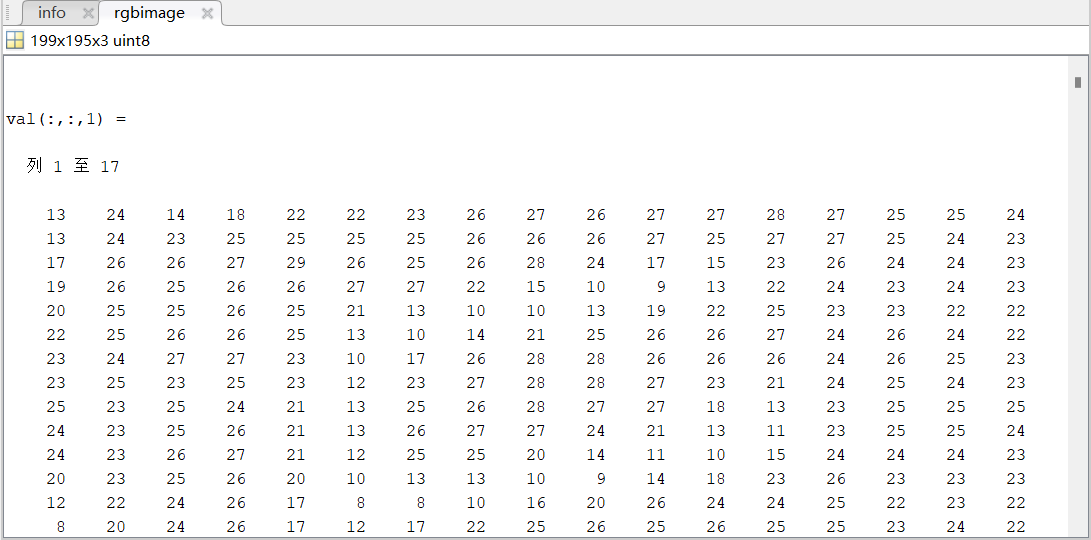 info rgbimage
199x195x3 uint8
val(:,:,1) =
列 1 至 17
13 24 14 18 22 22 23 26 27 26 27 27 28 27 25 25 24
13 24 23 25 25 25 25 26 26 26 27 25 27 27 25 24 23
17 26 26 27 29 26 25 26 28 24 17 15 23 26 24 24 23
19 26 25 26 26 27 27 22 15 10 9 13 22 24 23 24 23
20 25 25 26 25 21 13 10 10 13 19 22 25 23 23 22 22
22 25 26 26 25 13 10 14 21 25 26 26 27 24 26 24 22
23 24 27 27 23 10 17 26 28 28 26 26 26 24 26 25 23
23 25 23 25 23 12 23 27 28 28 27 23 21 24 25 24 23
25 23 25 24 21 13 25 26 28 27 27 18 13 23 25 25 25
24 23 25 26 21 13 26 27 27 24 21 13 11 23 25 25 24
24 23 26 27 21 12 25 25 20 14 11 10 15 24 24 24 23
20 23 25 26 20 10 13 13 10 9 14 18 23 26 23 23 23
12 22 24 26 17 8 8 10 16 20 26 24 24 25 22 23 22
8 20 24 26 17 12 17 22 25 26 25 26 25 25 23 24 22